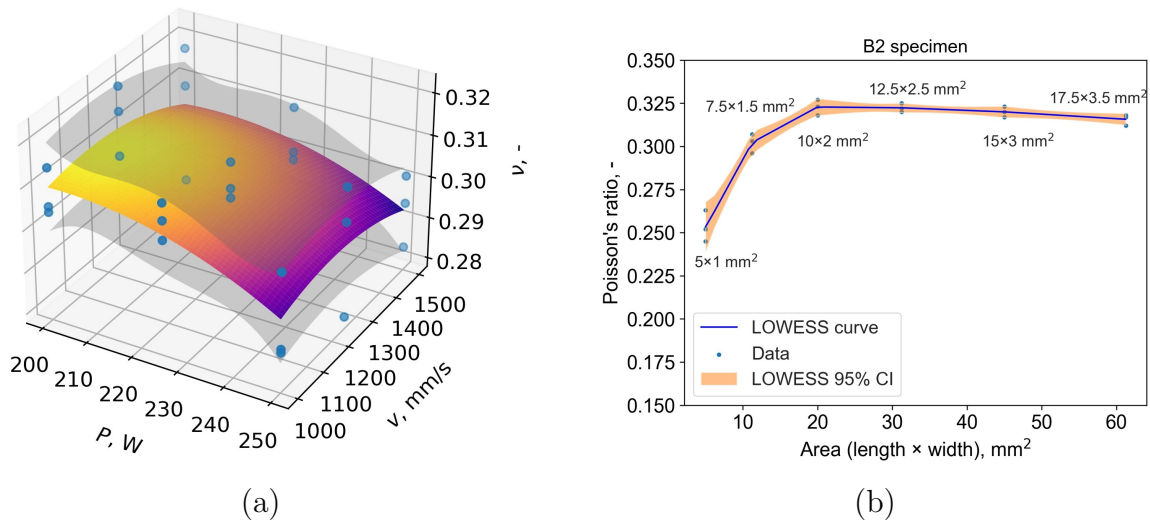 0.32
0.31
0.30
0.29
0.28
ν, -
1500
1400
1300
1200
1100
1000
v, mm/s
200
210
220
230
240
250
P, W
(a)
B2 specimen
0.350
0.325
0.300
0.275
0.250
0.225
0.200
0.175
0.150
Poisson's ratio, -
7.5×1.5 mm²
12.5×2.5 mm²
17.5×3.5 mm²
10×2 mm²
15×3 mm²
5×1 mm²
LOWESS curve
Data
LOWESS 95% CI
10
20
30
40
50
60
Area (length × width), mm²
(b)